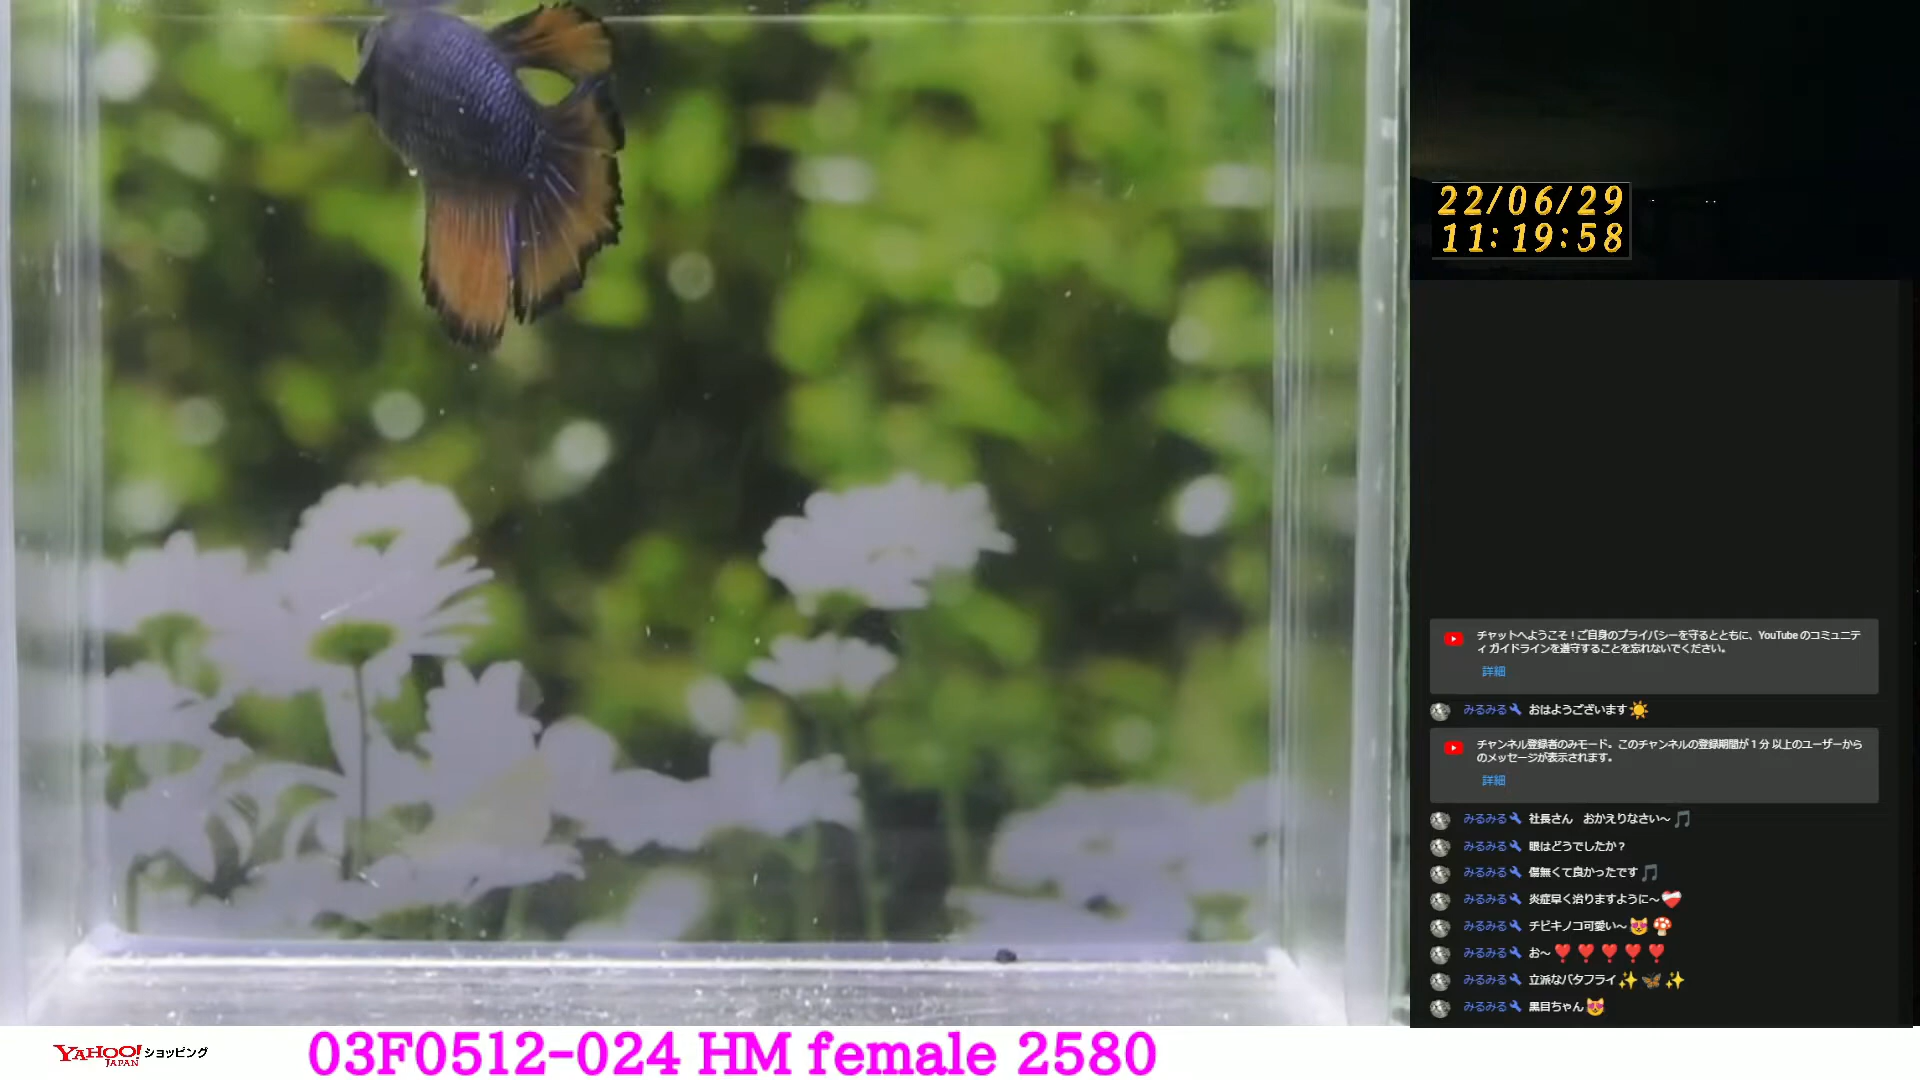 22/06/29
11:19:58
チャットへようこそ！ご自身のプライバシーを守るとともに、YouTube のコミュニテ
ィ ガイドラインを遵守することを忘れないでください。
詳細
みるみる おはようございます☀
チャンネル登録者のみモード。このチャンネルの登録期間が 1 分 以上のユーザーから
のメッセージが表示されます。
詳細
みるみる 社長さん　おかえりなさい〜🎵
みるみる 眼はどうでしたか？
みるみる 傷無くて良かったです🎵
みるみる 炎症早く治りますように〜❤️‍🩹
みるみる チビキノコ可愛い〜😻🍄
みるみる お〜❤❤❤❤❤
みるみる 立派なバタフライ✨🦋✨
みるみる 黒目ちゃん😻
YAHOO! JAPAN ショッピング
03F0512-024 HM female 2580